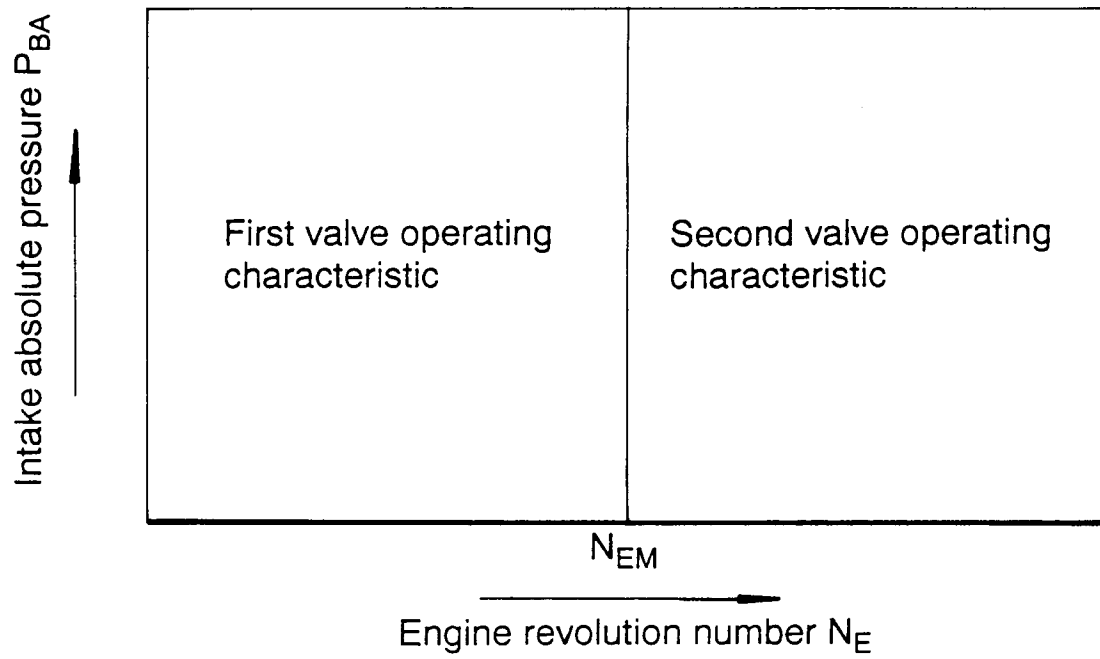 Intake absolute pressure P_BA
First valve operating
characteristic
Second valve operating
characteristic
N_EM
Engine revolution number N_E